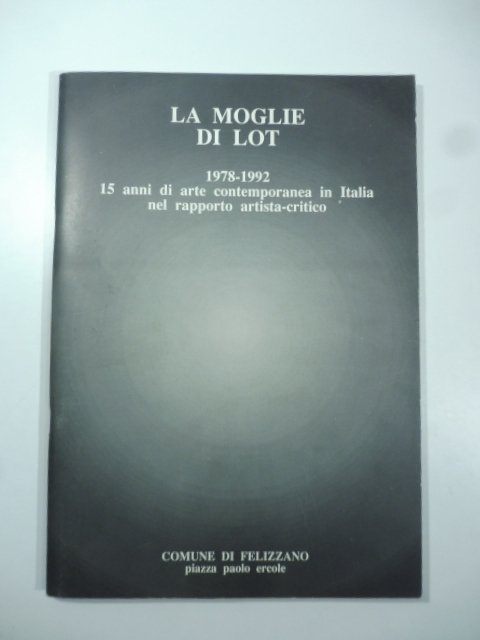 LA MOGLIE
DI LOT
1978-1992
15 anni di arte contemporanea in Italia
nel rapporto artista-critico
COMUNE DI FELIZZANO
piazza paolo ercole